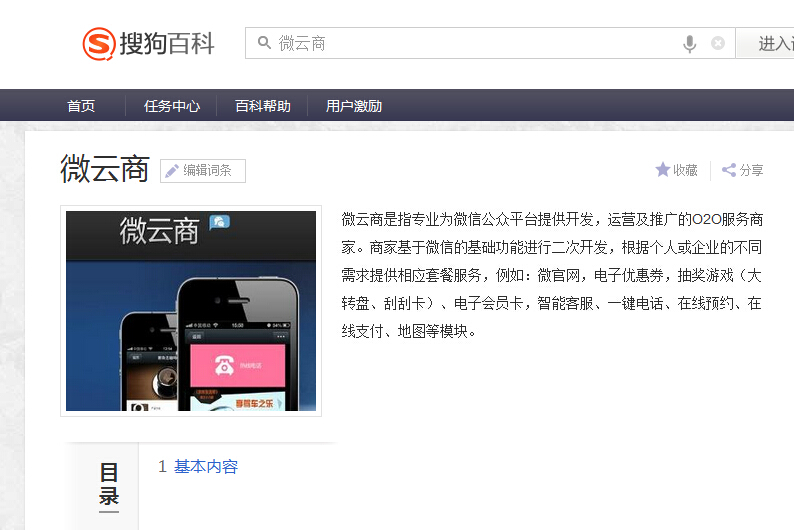 搜狗百科
微云商
进入
首页
任务中心
百科帮助
用户激励
微云商
编辑词条
收藏
分享
微云商
微云商是指专业为微信公众平台提供开发，运营及推广的O2O服务商
家。商家基于微信的基础功能进行二次开发，根据个人或企业的不同
需求提供相应套餐服务，例如：微官网，电子优惠券，抽奖游戏（大
转盘、刮刮卡）、电子会员卡，智能客服、一键电话、在线预约、在
线支付、地图等模块。
享驾车之乐
目
录
1 基本内容